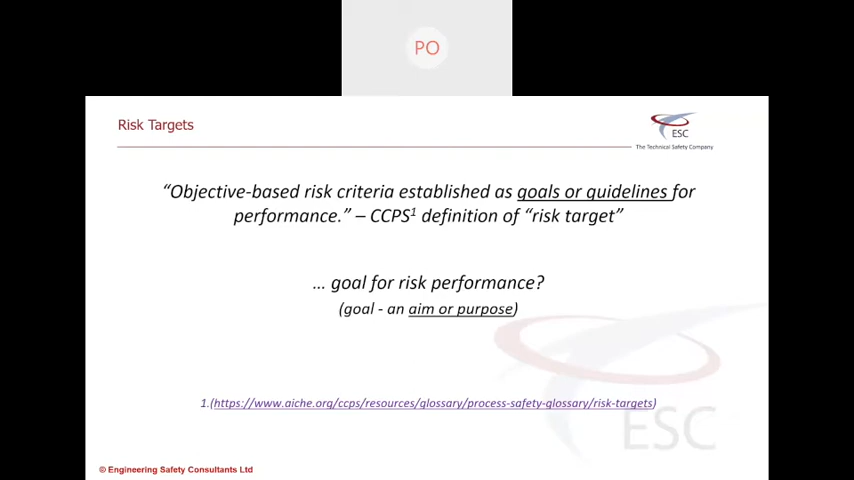 PO
Risk Targets
ESC
The Technical Safety Company
“Objective-based risk criteria established as goals or guidelines for
performance.” – CCPS1 definition of “risk target”
... goal for risk performance?
(goal - an aim or purpose)
1.(https://www.aiche.org/ccps/resources/glossary/process-safety-glossary/risk-targets)
ESC
© Engineering Safety Consultants Ltd